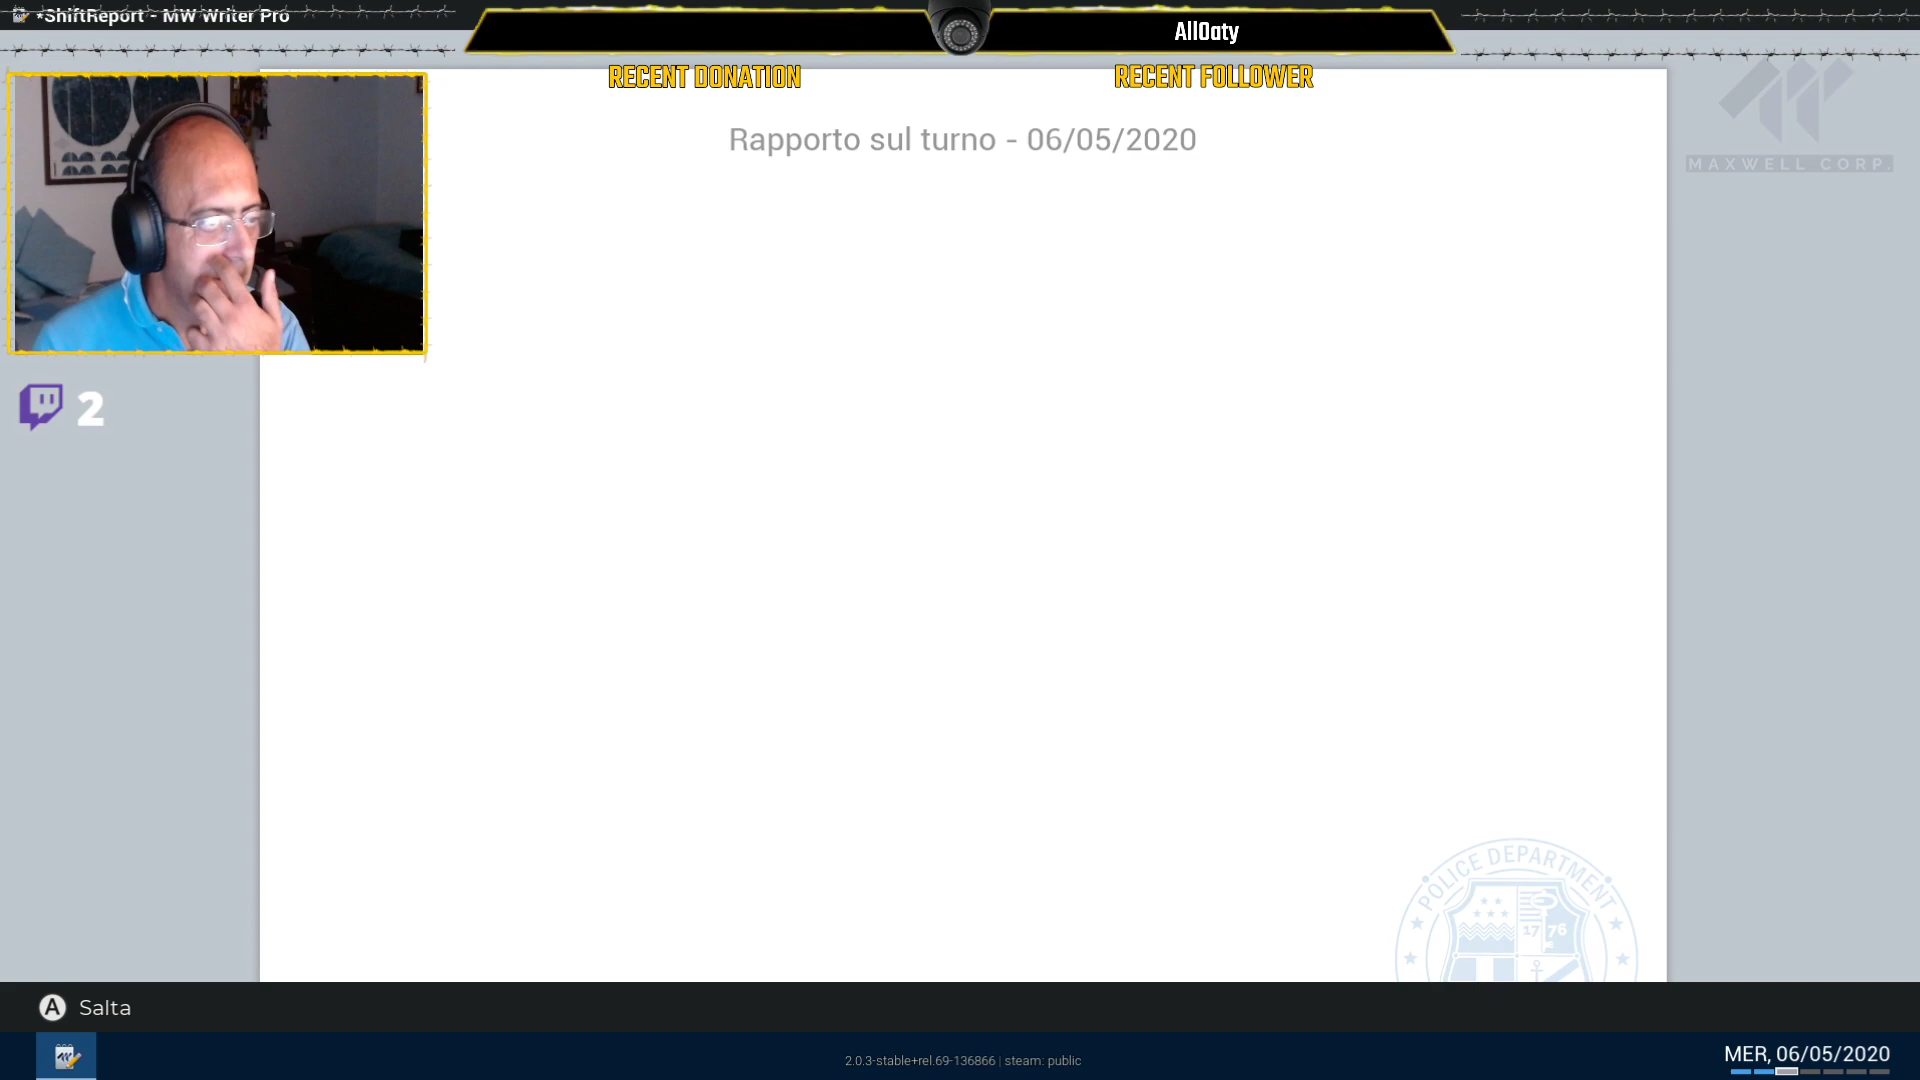 *ShiftReport - MW Writer Pro
All0aty
RECENT DONATION
RECENT FOLLOWER
Rapporto sul turno - 06/05/2020
MAXWELL CORP.
2
POLICE DEPARTMENT
17 76
A Salta
2.0.3-stable+rel.69-136866 | steam: public
MER, 06/05/2020